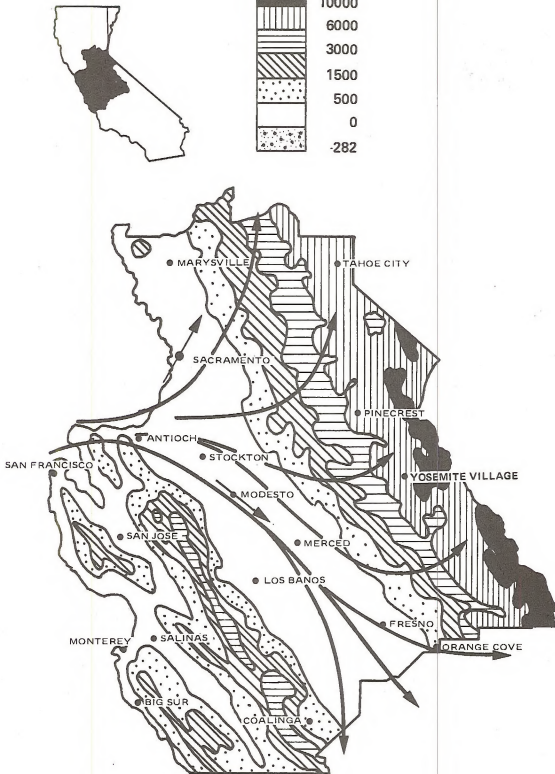 10000
6000
3000
1500
500
0
-282
MARYSVILLE
TAHOE CITY
SACRAMENTO
PINECREST
ANTIOCH
STOCKTON
SAN FRANCISCO
YOSEMITE VILLAGE
MODESTO
SAN JOSE
MERCED
LOS BANOS
FRESNO
MONTEREY
SALINAS
ORANGE COVE
BIG SUR
COALINGA